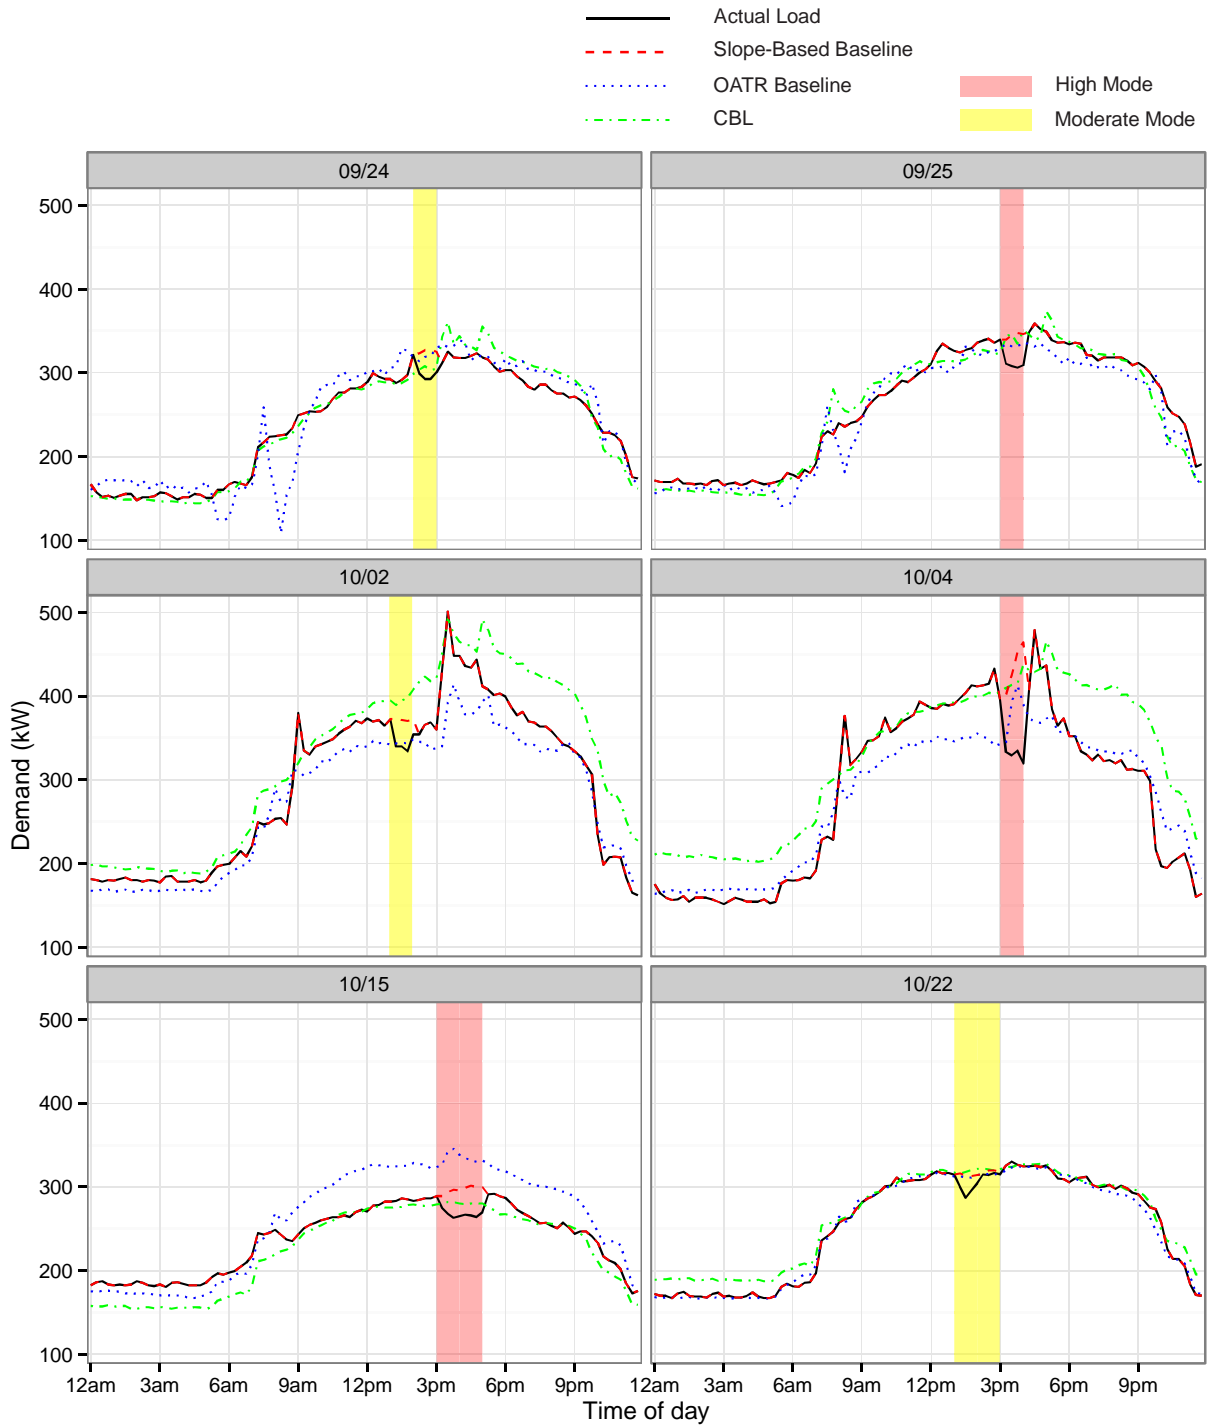 Actual Load
Slope-Based Baseline
OATR Baseline
High Mode
CBL
Moderate Mode
09/24
09/25
500
400
300
200
100
10/02
10/04
500
400
300
200
100
Demand (kW)
10/15
10/22
500
400
300
200
100
12am 3am 6am 9am 12pm 3pm 6pm 9pm 12am 3am 6am 9am 12pm 3pm 6pm 9pm
Time of day